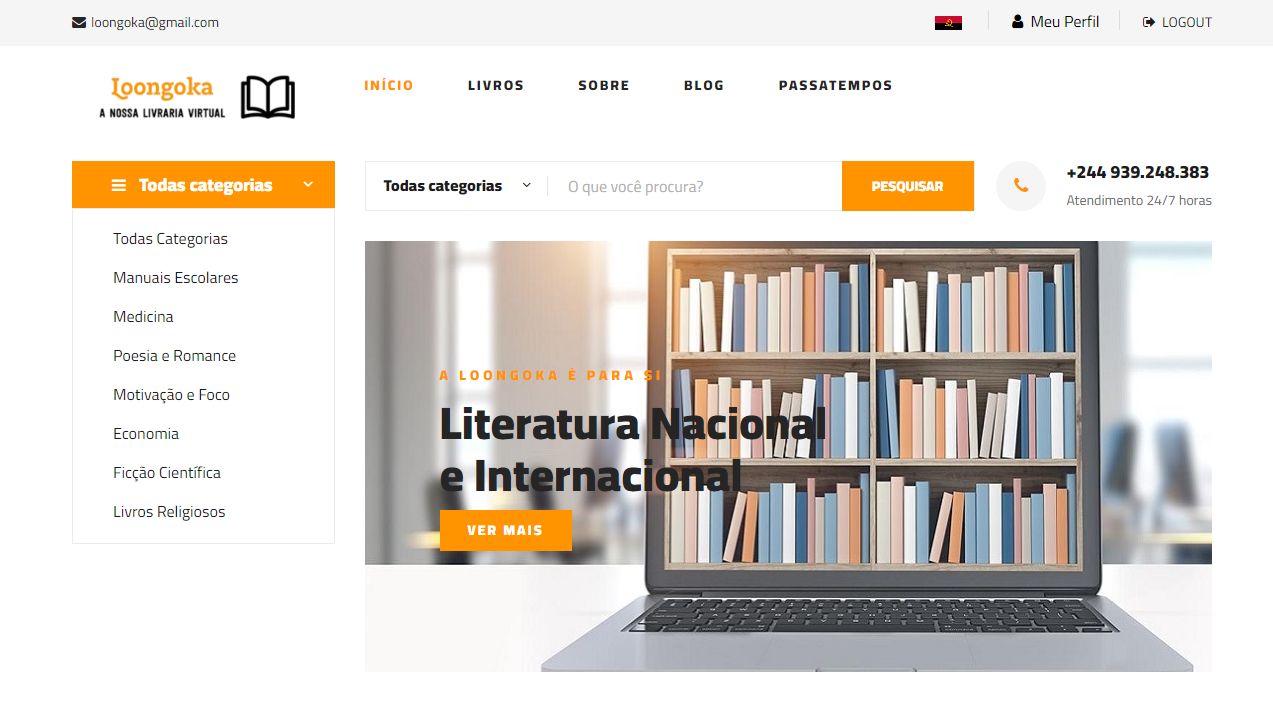 loongoka@gmail.com
Meu Perfil
LOGOUT
Loongoka
A NOSSA LIVRARIA VIRTUAL
INÍCIO
LIVROS
SOBRE
BLOG
PASSATEMPOS
Todas categorias
Todas categorias
O que você procura?
PESQUISAR
+244 939.248.383
Atendimento 24/7 horas
Todas Categorias
Manuais Escolares
Medicina
Poesia e Romance
Motivação e Foco
Economia
Ficção Científica
Livros Religiosos
A LOONGOKA É PARA SI
Literatura Nacional
e Internacional
VER MAIS